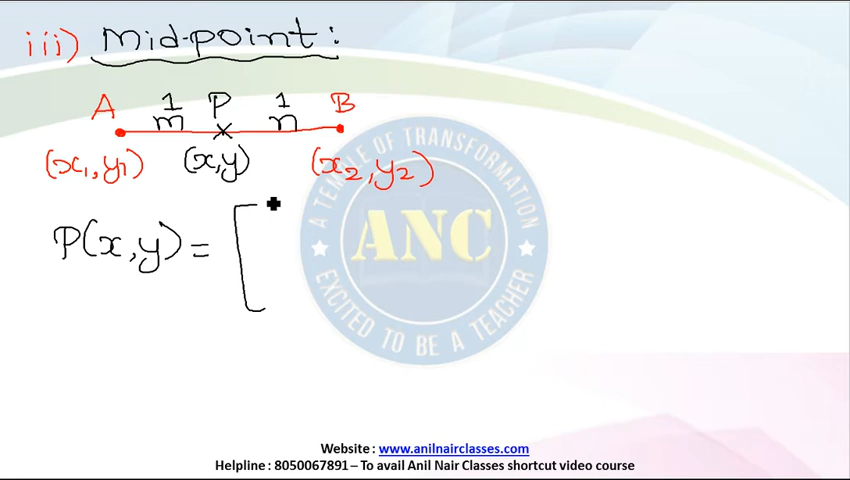 iii) Mid-point:
A 1 P 1 B
m n
(x₁,y₁) (x,y) (x₂,y₂)
P(x,y) = [
A TEMPLE OF TRANSFORMATION
ANC
EXCITED TO BE A TEACHER
Website : www.anilnairclasses.com
Helpline : 8050067891 – To avail Anil Nair Classes shortcut video course